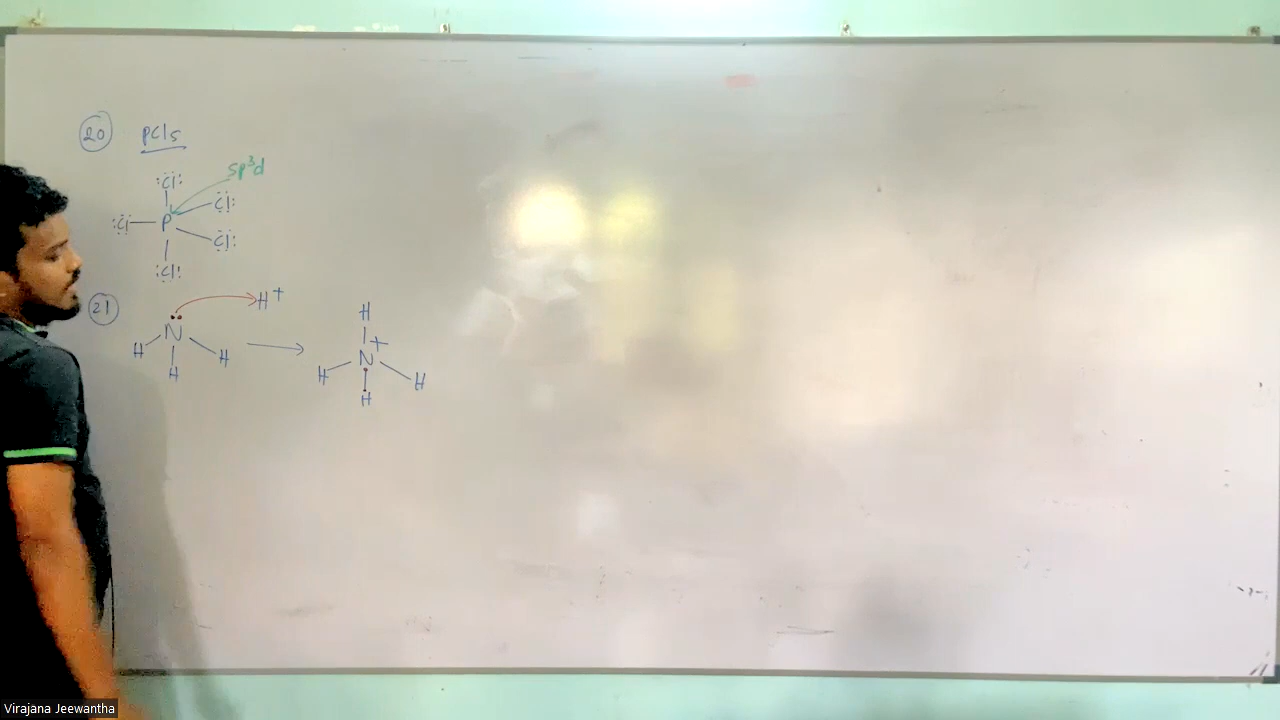 20 PCl5
sp3d
:Cl:
:Cl P Cl:
Cl:
:Cl:
21 H+
N
H H H
H
N+
H H H
Virajana Jeewantha